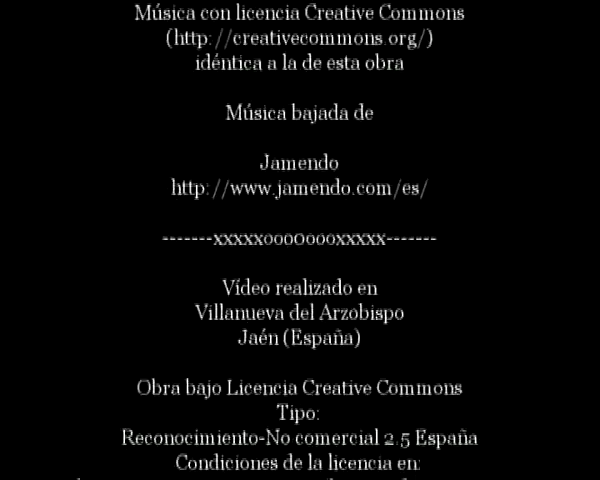 Música con licencia Creative Commons
(http://creativecommons.org/)
idéntica a la de esta obra
Música bajada de
Jamendo
http://www.jamendo.com/es/
-------xxxxxoooOoooxxxxx-------
Vídeo realizado en
Villanueva del Arzobispo
Jaén (España)
Obra bajo Licencia Creative Commons
Tipo:
Reconocimiento-No comercial 2.5 España
Condiciones de la licencia en: